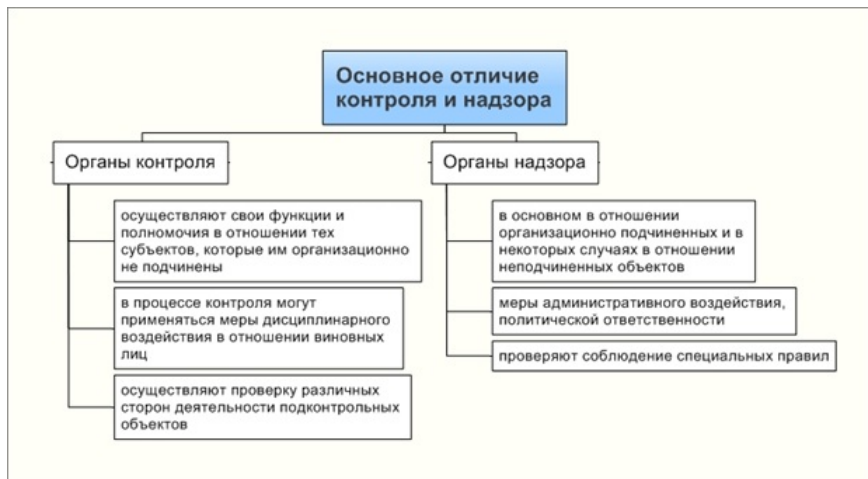 Основное отличие
контроля и надзора
Органы контроля
осуществляют свои функции и
полномочия в отношении тех
субъектов, которые им организационно
не подчинены
в процессе контроля могут
применяться меры дисциплинарного
воздействия в отношении виновных
лиц
осуществляют проверку различных
сторон деятельности подконтрольных
объектов
Органы надзора
в основном в отношении
организационно подчиненных и в
некоторых случаях в отношении
неподчиненных объектов
меры административного воздействия,
политической ответственности
проверяют соблюдение специальных правил